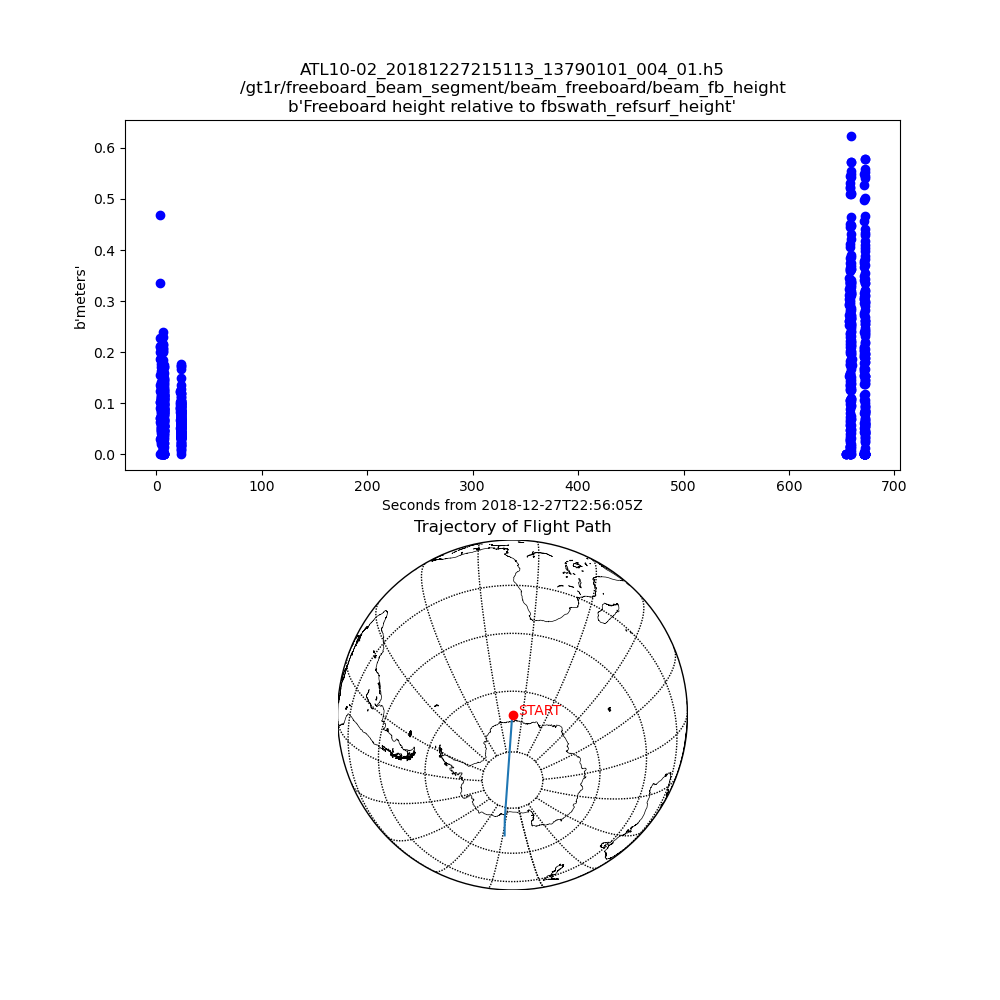 ATL10-02_20181227215113_13790101_004_01.h5
/gt1r/freeboard_beam_segment/beam_freeboard/beam_fb_height
b'Freeboard height relative to fbswath_refsurf_height'
0.6
0.5
0.4
0.3
0.2
0.1
0.0
b'meters'
0 100 200 300 400 500 600 700
Seconds from 2018-12-27T22:56:05Z
Trajectory of Flight Path
START